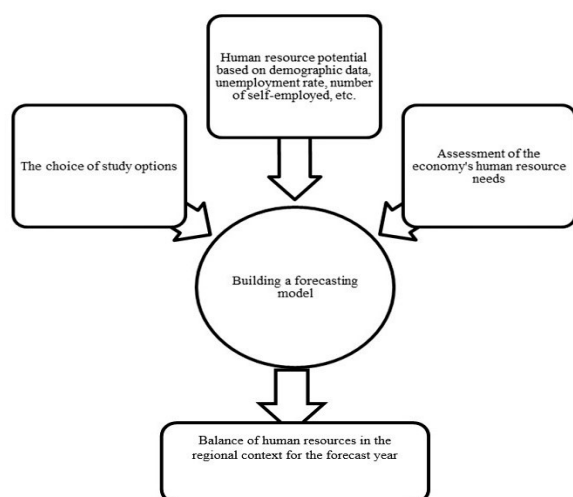 Human resource potential
based on demographic data,
unemployment rate, number
of self-employed, etc.
The choice of study options
Assessment of the
economy's human resource
needs
Building a forecasting
model
Balance of human resources in the
regional context for the forecast year